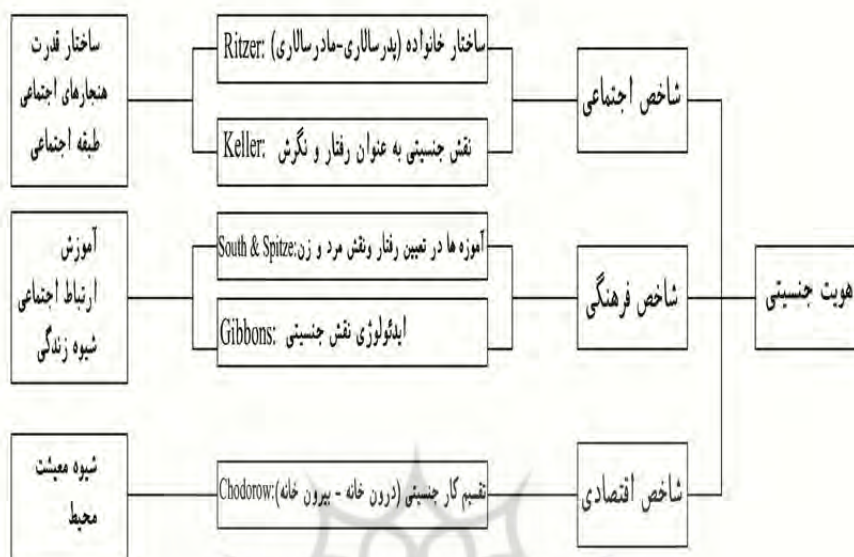 هویت جنسیتی
شاخص اجتماعی
ساختار خانواده (پدرسالاری-مادرسالاری) :Ritzer
نقش جنسیتی به عنوان رفتار و نگرش :Keller
ساختار قدرت
هنجارهای اجتماعی
طبقه اجتماعی
شاخص فرهنگی
آموزه ها در تعیین رفتار ونقش مرد و زن:South & Spitze
ایدئولوژی نقش جنسیتی :Gibbons
آموزش
ارتباط اجتماعی
شیوه زندگی
شاخص اقتصادی
تقسیم کار جنسیتی (درون خانه - بیرون خانه):Chodorow
شیوه معیشت
محیط